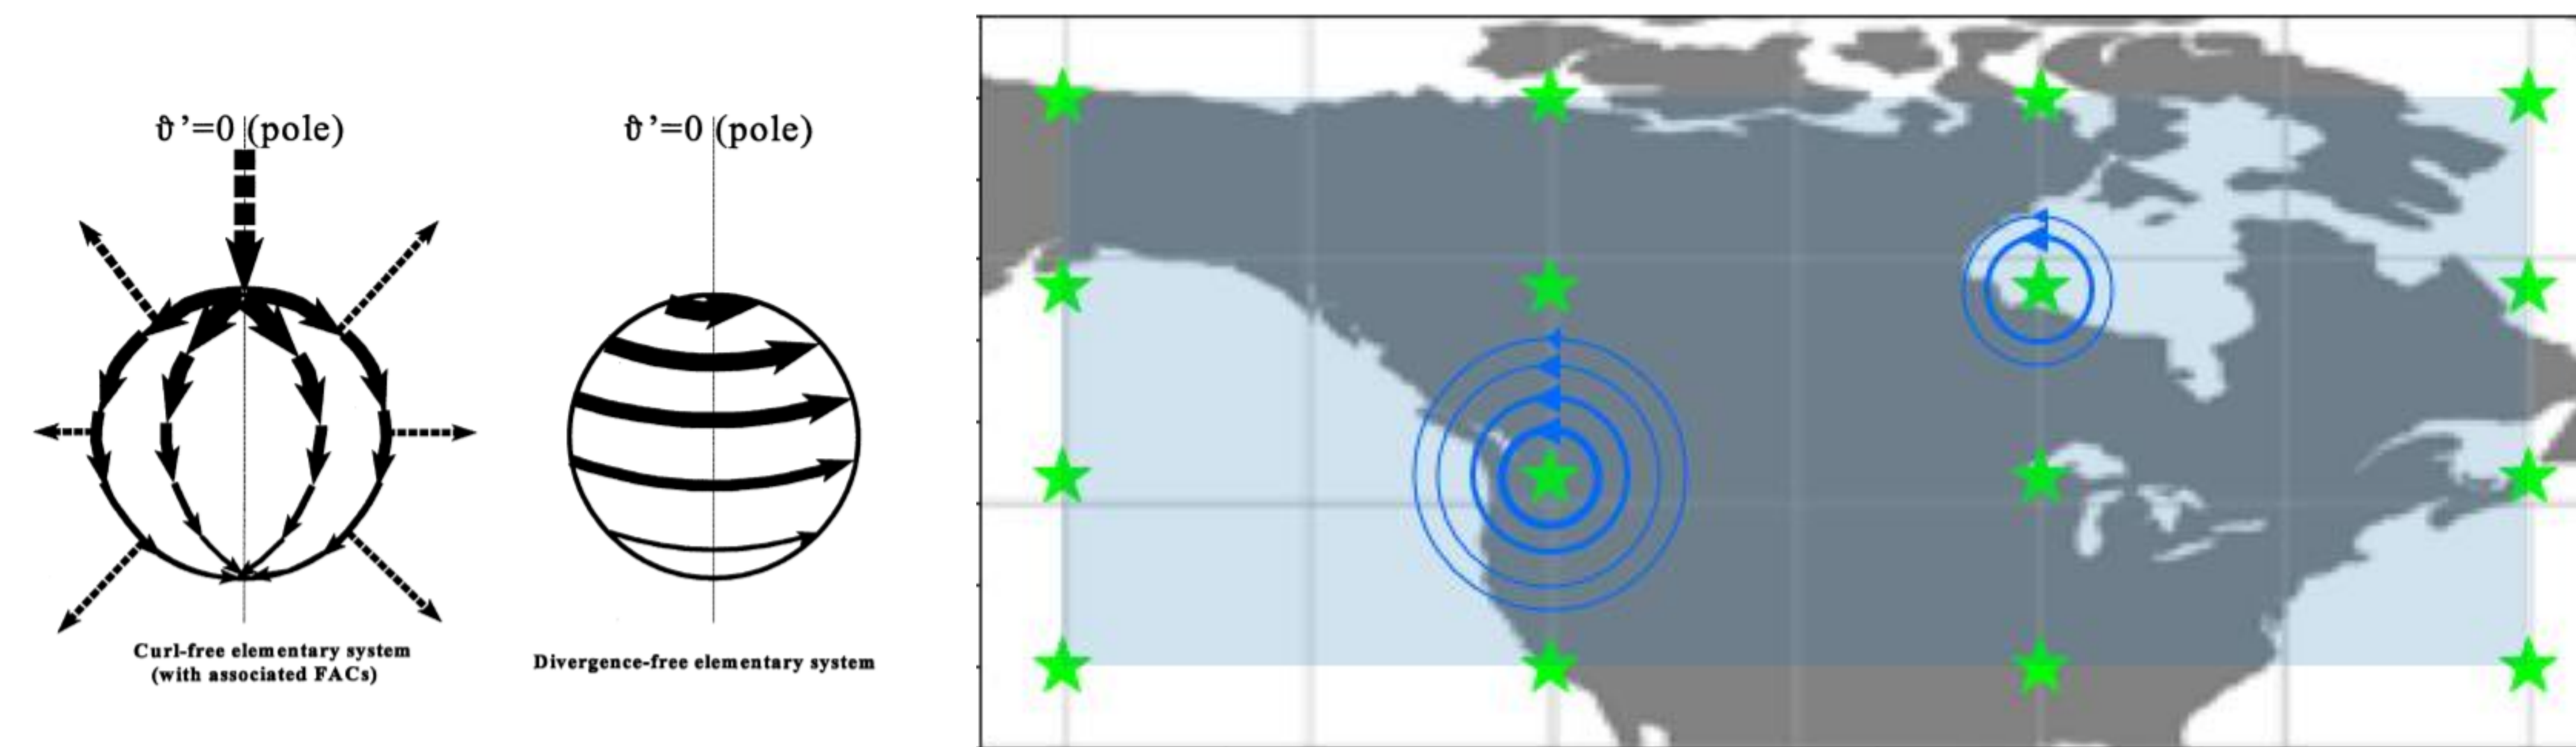 ϑ’=0 (pole)
Curl-free elementary system
(with associated FACs)
ϑ’=0 (pole)
Divergence-free elementary system